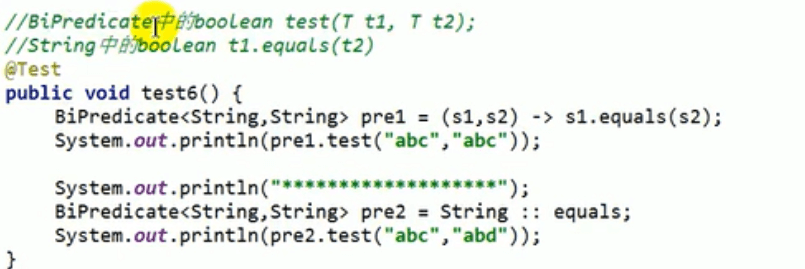 //BiPredicate中的boolean test(T t1, T t2);
//String中的boolean t1.equals(t2)
@Test
public void test6() {
BiPredicate<String,String> pre1 = (s1,s2) -> s1.equals(s2);
System.out.println(pre1.test("abc","abc"));
System.out.println("*******************");
BiPredicate<String,String> pre2 = String :: equals;
System.out.println(pre2.test("abc","abd"));
}